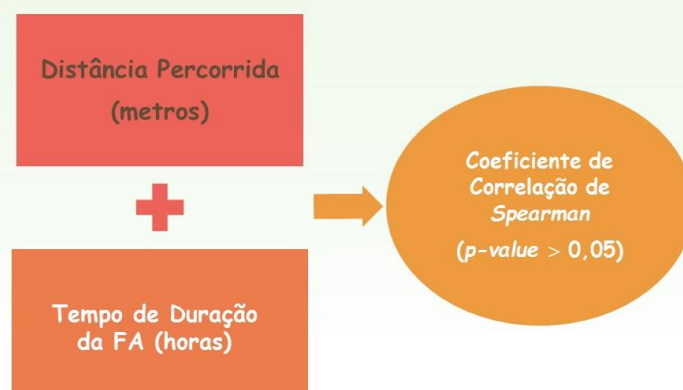 Distância Percorrida
(metros)
Tempo de Duração
da FA (horas)
Coeficiente de
Correlação de
Spearman
(p-value > 0,05)